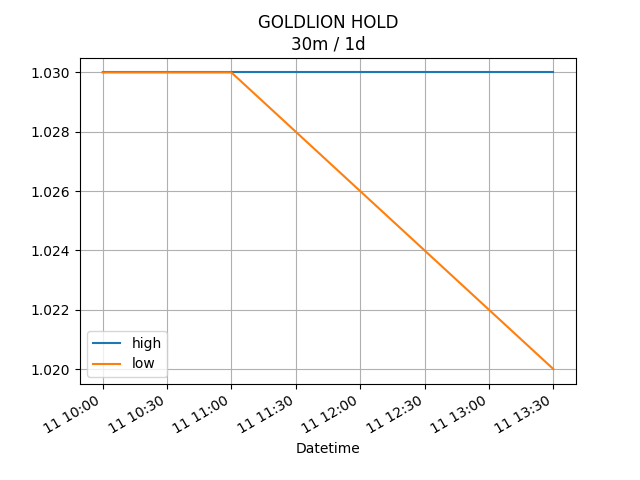 GOLDLION HOLD
30m / 1d
1.030
1.028
1.026
1.024
1.022
1.020
high
low
11 10:00
11 10:30
11 11:00
11 11:30
11 12:00
11 12:30
11 13:00
11 13:30
Datetime